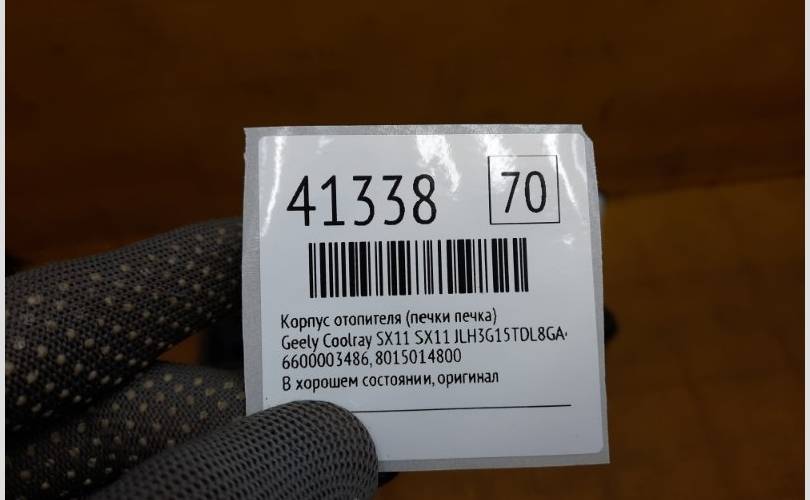 41338 70
Корпус отопителя (печки печка)
Geely Coolray SX11 SX11 JLH3G15TDL8GA-
6600003486, 8015014800
В хорошем состоянии, оригинал